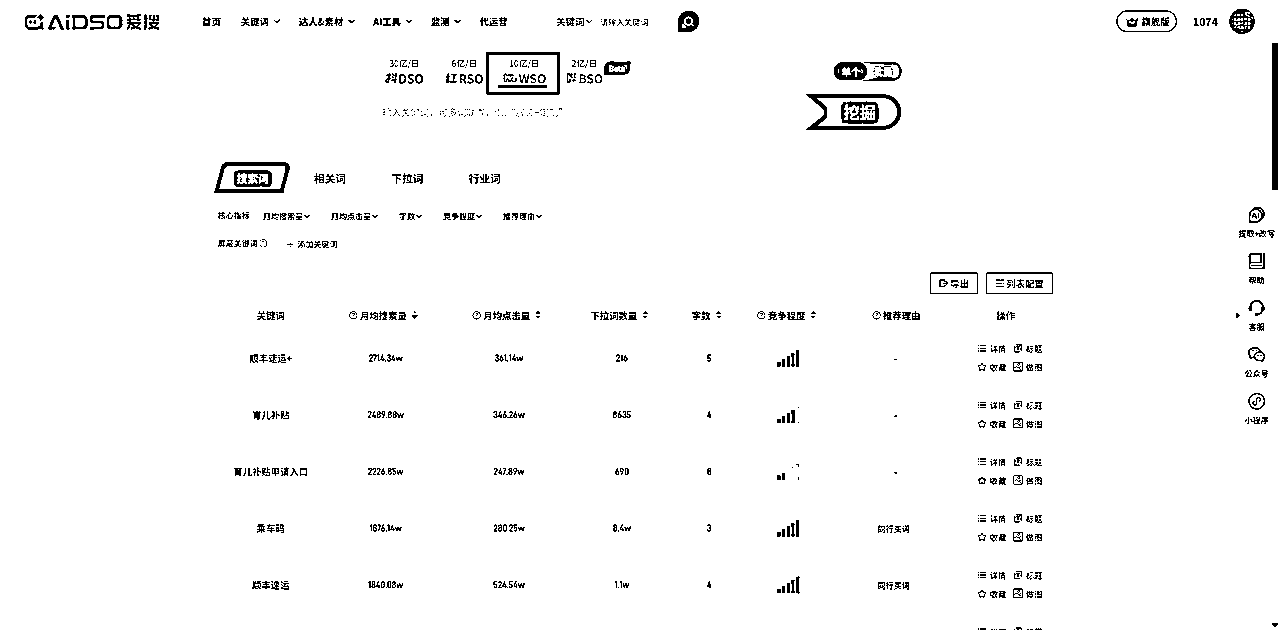 AiDSO爱搜 首页 关键词 达人&素材 AI工具 监测 代运营 关键词 请输入关键词 旗舰版 1074
30亿/日 6亿/日 10亿/日 2亿/日 Beta
抖DSO 红RSO 微WSO BSO
单个
挖掘
搜索词 相关词 下拉词 行业词
核心指标 月均搜索量 月均点击量 字数 竞争程度 推荐理由
屏蔽关键词 + 添加关键词
导出 列表配置
关键词 月均搜索量 月均点击量 下拉词数量 字数 竞争程度 推荐理由 操作
顺丰速运+ 2714.34w 361.14w 216 5 - 详情 标题 收藏 做图
育儿补贴 2489.88w 346.26w 8635 4 - 详情 标题 收藏 做图
育儿补贴申请入口 2226.85w 247.89w 690 8 - 详情 标题 收藏 做图
乘车码 1876.14w 280.25w 8.4w 3 同行买词 详情 标题 收藏 做图
顺丰速运 1840.03w 524.54w 1.1w 4 同行买词 详情 标题 收藏 做图
AI
提取+改写
帮助
客服
公众号
小程序